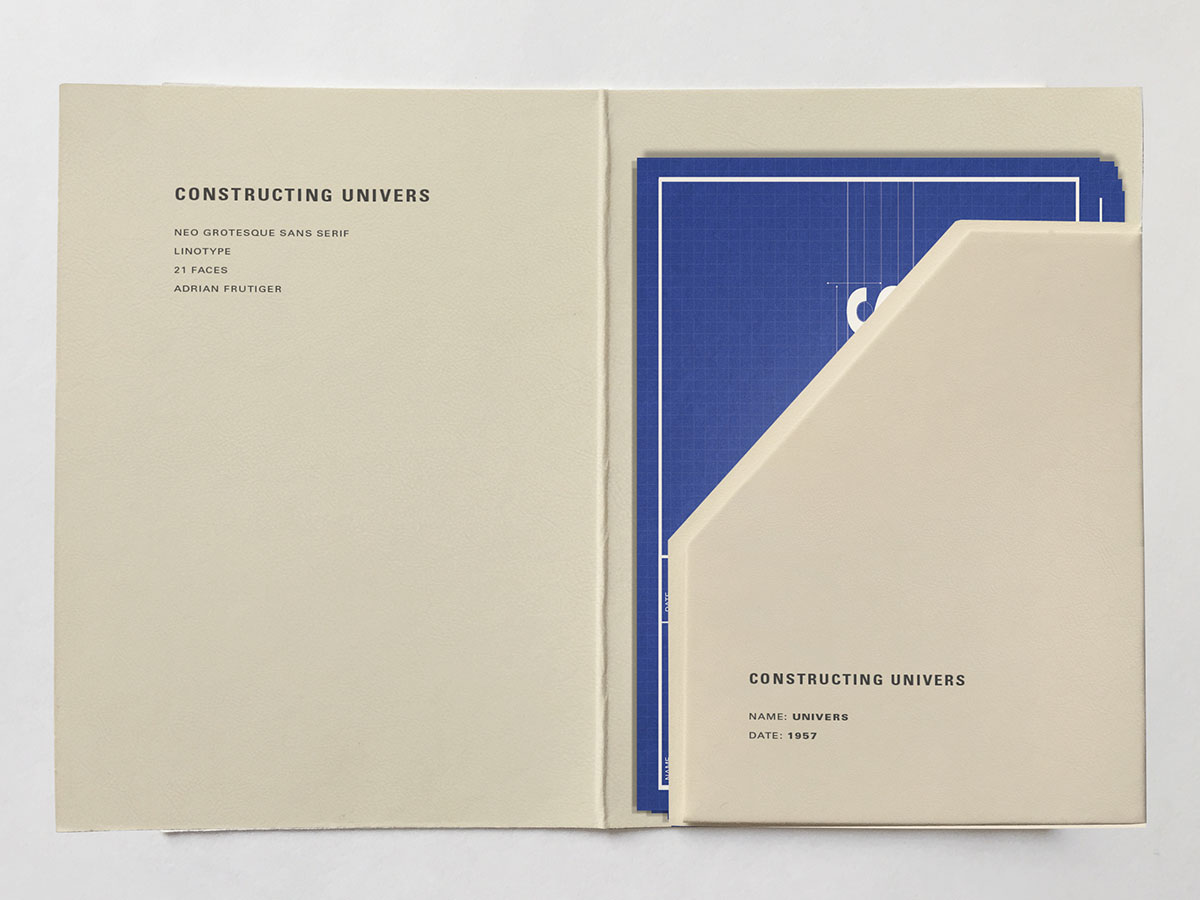 CONSTRUCTING UNIVERS
NEO GROTESQUE SANS SERIF
LINOTYPE
21 FACES
ADRIAN FRUTIGER
DATE
NAME
CONSTRUCTING UNIVERS
NAME: UNIVERS
DATE: 1957